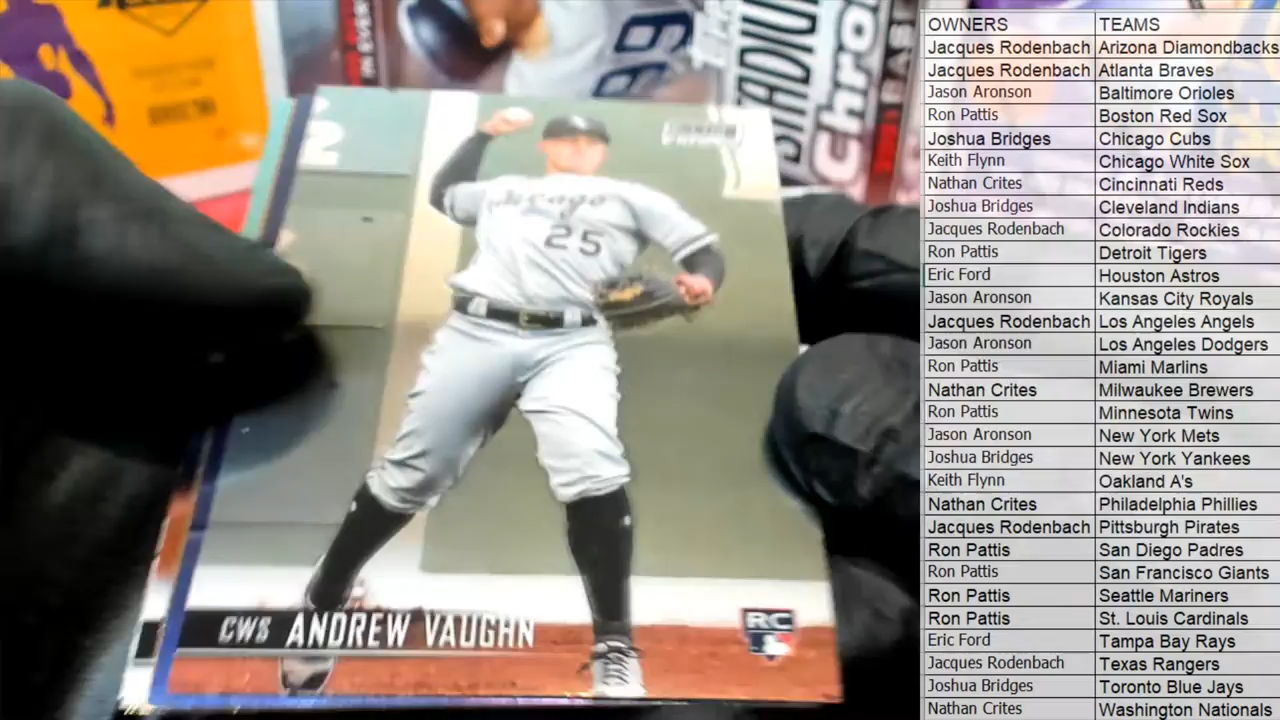 OWNERS TEAMS
Jacques Rodenbach Arizona Diamondbacks
Jacques Rodenbach Atlanta Braves
Jason Aronson Baltimore Orioles
Ron Pattis Boston Red Sox
Joshua Bridges Chicago Cubs
Keith Flynn Chicago White Sox
Nathan Crites Cincinnati Reds
Joshua Bridges Cleveland Indians
Jacques Rodenbach Colorado Rockies
Ron Pattis Detroit Tigers
Eric Ford Houston Astros
Jason Aronson Kansas City Royals
Jacques Rodenbach Los Angeles Angels
Jason Aronson Los Angeles Dodgers
Ron Pattis Miami Marlins
Nathan Crites Milwaukee Brewers
Ron Pattis Minnesota Twins
Jason Aronson New York Mets
Joshua Bridges New York Yankees
Keith Flynn Oakland A's
Nathan Crites Philadelphia Phillies
Jacques Rodenbach Pittsburgh Pirates
Ron Pattis San Diego Padres
Ron Pattis San Francisco Giants
Ron Pattis Seattle Mariners
Ron Pattis St. Louis Cardinals
Eric Ford Tampa Bay Rays
Jacques Rodenbach Texas Rangers
Joshua Bridges Toronto Blue Jays
Nathan Crites Washington Nationals
99
STADIUM
Chro
2
Chicago
25
CWS ANDREW VAUGHN
RC